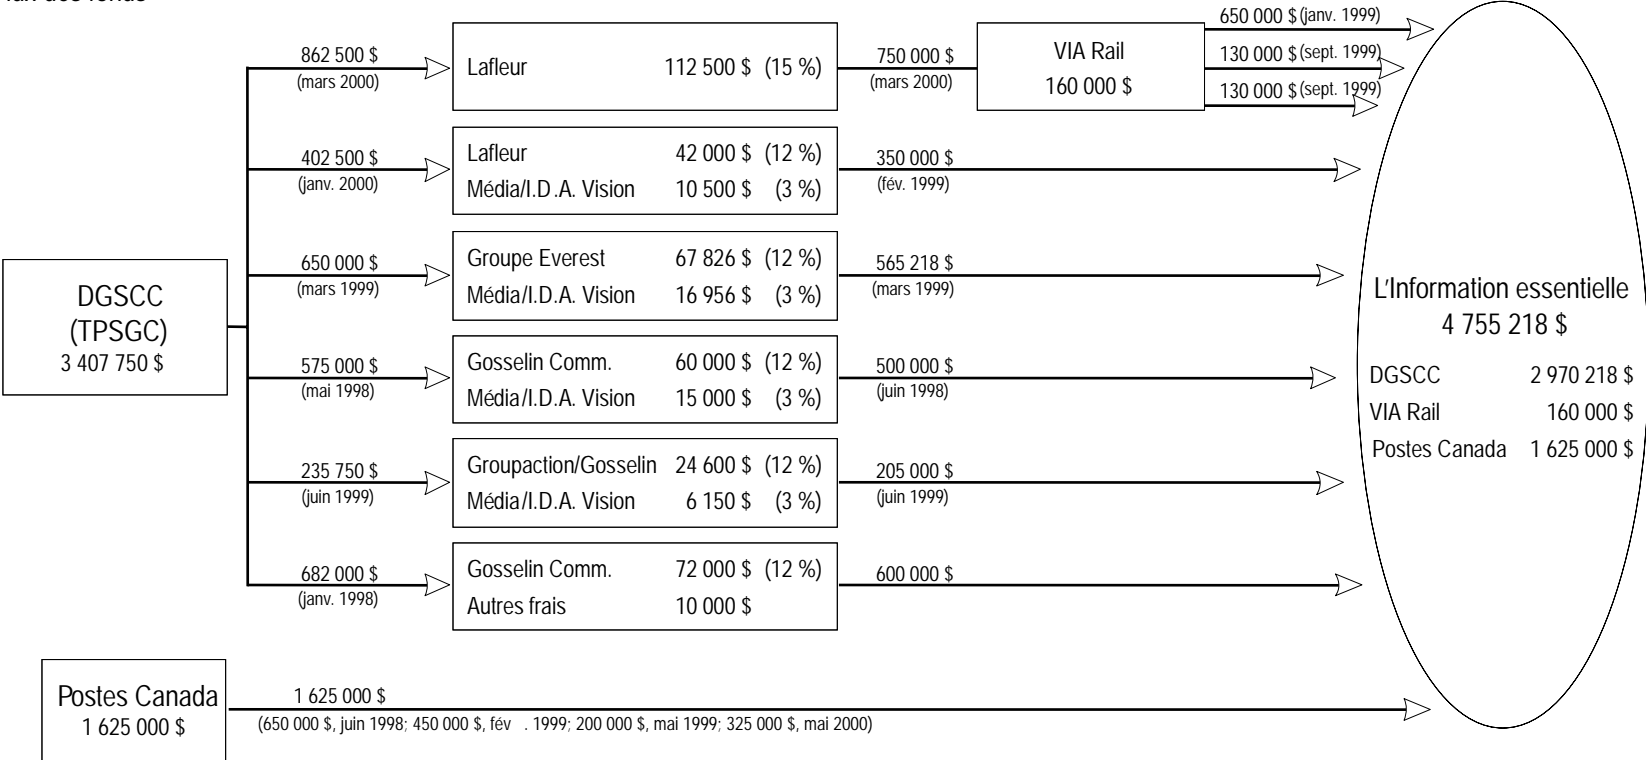 des fonds
862 500 $
(mars 2000)
Lafleur 112 500 $ (15 %)
750 000 $
(mars 2000)
VIA Rail
160 000 $
650 000 $ (janv. 1999)
130 000 $ (sept. 1999)
130 000 $ (sept. 1999)
402 500 $
(janv. 2000)
Lafleur 42 000 $ (12 %)
Média/I.D.A. Vision 10 500 $ (3 %)
350 000 $
(fév. 1999)
650 000 $
(mars 1999)
Groupe Everest 67 826 $ (12 %)
Média/I.D.A. Vision 16 956 $ (3 %)
565 218 $
(mars 1999)
DGSCC
(TPSGC)
3 407 750 $
575 000 $
(mai 1998)
Gosselin Comm. 60 000 $ (12 %)
Média/I.D.A. Vision 15 000 $ (3 %)
500 000 $
(juin 1998)
235 750 $
(juin 1999)
Groupaction/Gosselin 24 600 $ (12 %)
Média/I.D.A. Vision 6 150 $ (3 %)
205 000 $
(juin 1999)
682 000 $
(janv. 1998)
Gosselin Comm. 72 000 $ (12 %)
Autres frais 10 000 $
600 000 $
L'Information essentielle
4 755 218 $
DGSCC 2 970 218 $
VIA Rail 160 000 $
Postes Canada 1 625 000 $
Postes Canada
1 625 000 $
1 625 000 $
(650 000 $, juin 1998; 450 000 $, fév . 1999; 200 000 $, mai 1999; 325 000 $, mai 2000)